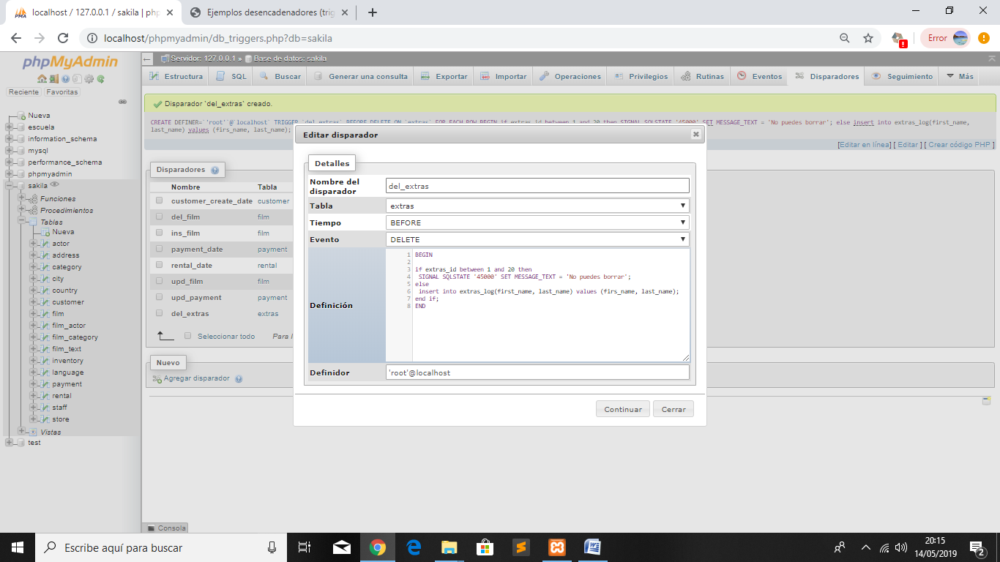 localhost / 127.0.0.1 / sakila | php
Ejemplos desencadenadores (trig
localhost/phpmyadmin/db_triggers.php?db=sakila
Error
phpMyAdmin
Reciente Favoritas
Nueva
escuela
information_schema
mysql
performance_schema
phpmyadmin
sakila
Funciones
Procedimientos
Tablas
Nueva
actor
address
category
city
country
customer
film
film_actor
film_category
film_text
inventory
language
payment
rental
staff
store
Vistas
test
Servidor: 127.0.0.1 » Base de datos: sakila
Estructura SQL Buscar Generar una consulta Exportar Importar Operaciones Privilegios Rutinas Eventos Disparadores Seguimiento Más
Disparador `del_extras` creado.
CREATE DEFINER=`'root'`@`localhost` TRIGGER `del_extras` BEFORE DELETE ON `extras` FOR EACH ROW BEGIN if extras_id between 1 and 20 then SIGNAL SQLSTATE '45000' SET MESSAGE_TEXT = 'No puedes borrar'; else insert into extras_log(first_name,
last_name) values (firs_name, last_name);
[Editar en línea] [ Editar ] [ Crear código PHP ]
Disparadores
Nombre Tabla
customer_create_date customer
del_film film
ins_film film
payment_date payment
rental_date rental
upd_film film
upd_payment payment
del_extras extras
Seleccionar todo Para l
Nuevo
Agregar disparador
Editar disparador
Detalles
Nombre del
disparador
del_extras
Tabla extras
Tiempo BEFORE
Evento DELETE
Definición
1 BEGIN
2
3 if extras_id between 1 and 20 then
4 SIGNAL SQLSTATE '45000' SET MESSAGE_TEXT = 'No puedes borrar';
5 else
6 insert into extras_log(first_name, last_name) values (firs_name, last_name);
7 end if;
8 END
Definidor 'root'@localhost
Continuar Cerrar
Consola
Escribe aquí para buscar
20:15
14/05/2019
2